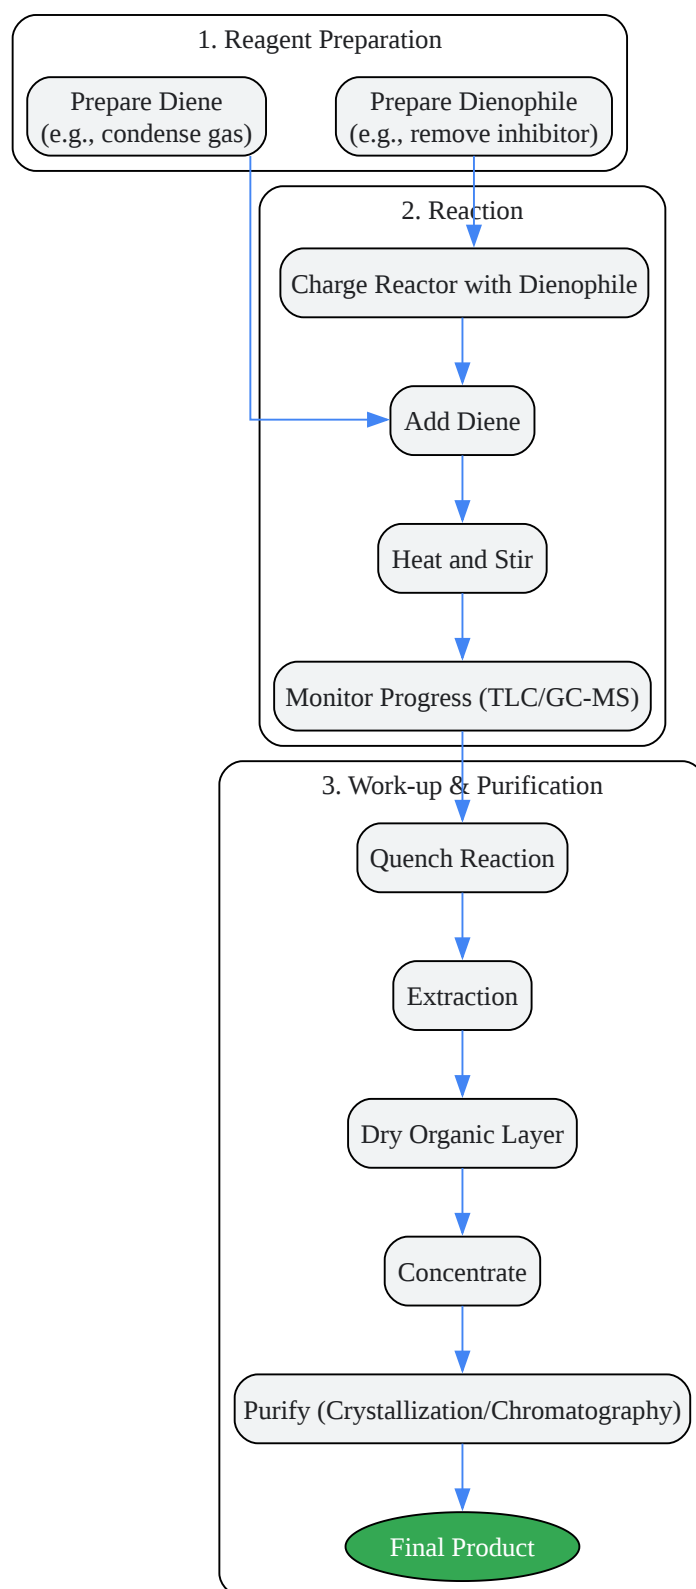 1. Reagent Preparation
Prepare Diene
(e.g., condense gas)
Prepare Dienophile
(e.g., remove inhibitor)
2. Reaction
Charge Reactor with Dienophile
Add Diene
Heat and Stir
Monitor Progress (TLC/GC-MS)
3. Work-up & Purification
Quench Reaction
Extraction
Dry Organic Layer
Concentrate
Purify (Crystallization/Chromatography)
Final Product